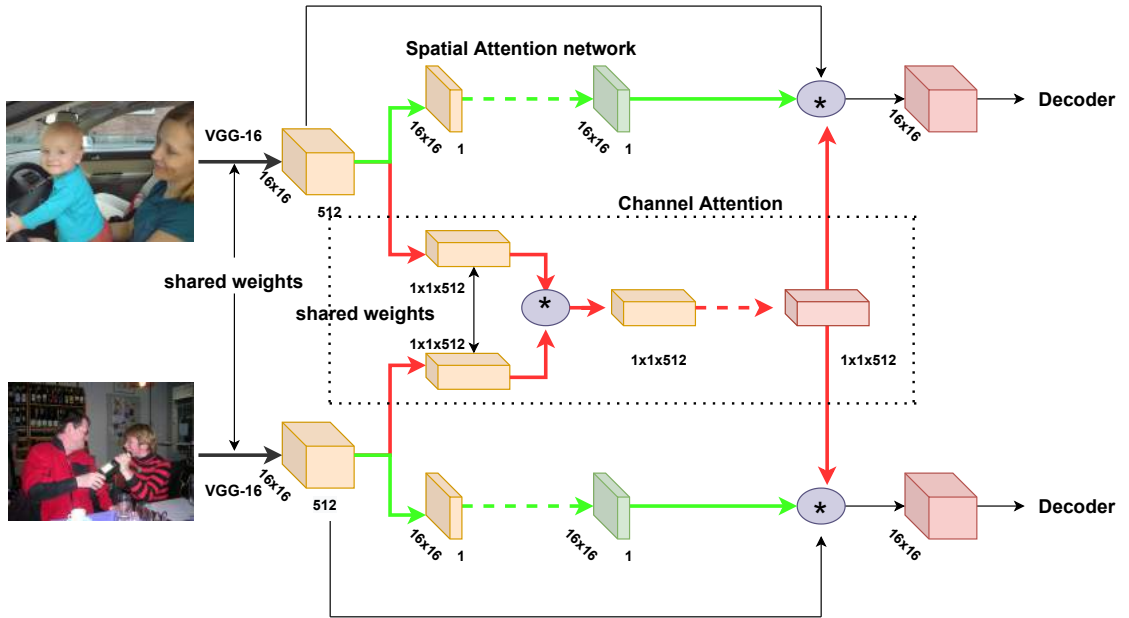 Spatial Attention network
VGG-16
16x16
512
16x16
1
16x16
1
*
16x16
Decoder
Channel Attention
shared weights
1x1x512
shared weights
1x1x512
*
1x1x512
1x1x512
VGG-16
16x16
512
16x16
1
16x16
1
*
16x16
Decoder